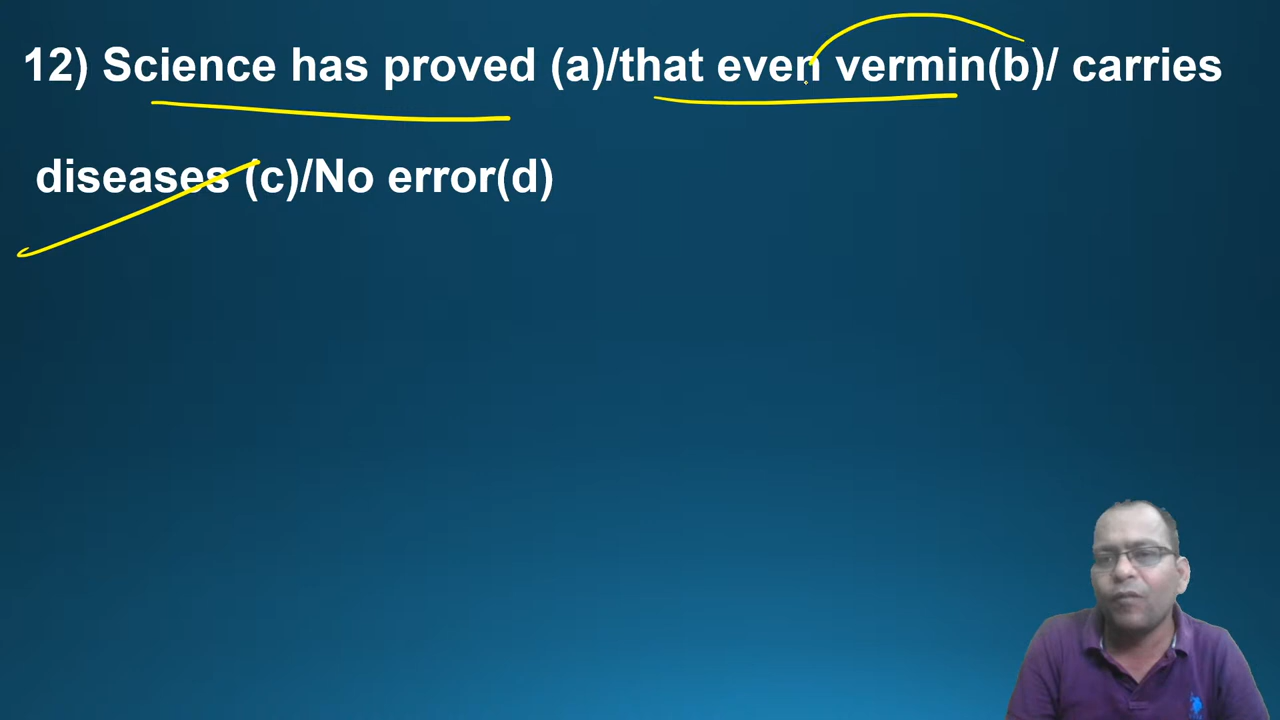 12) Science has proved (a)/that even vermin(b)/ carries
diseases (c)/No error(d)